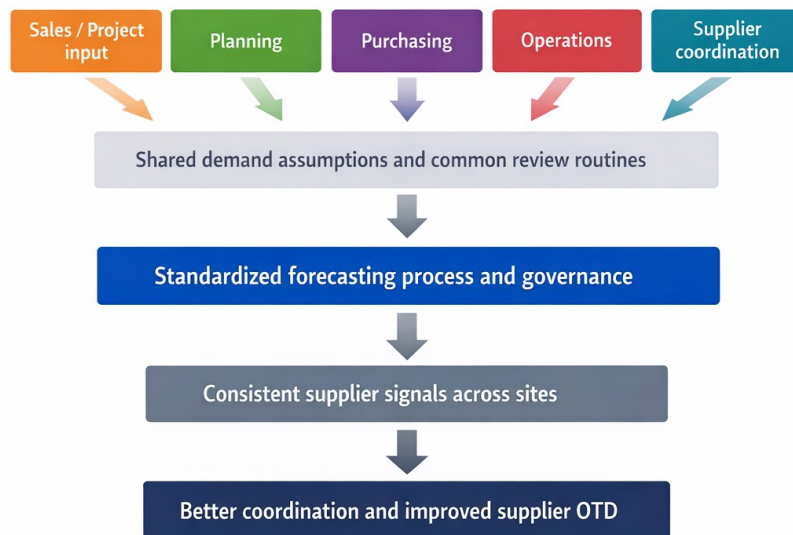 Sales / Project
input
Planning
Purchasing
Operations
Supplier
coordination
Shared demand assumptions and common review routines
Standardized forecasting process and governance
Consistent supplier signals across sites
Better coordination and improved supplier OTD